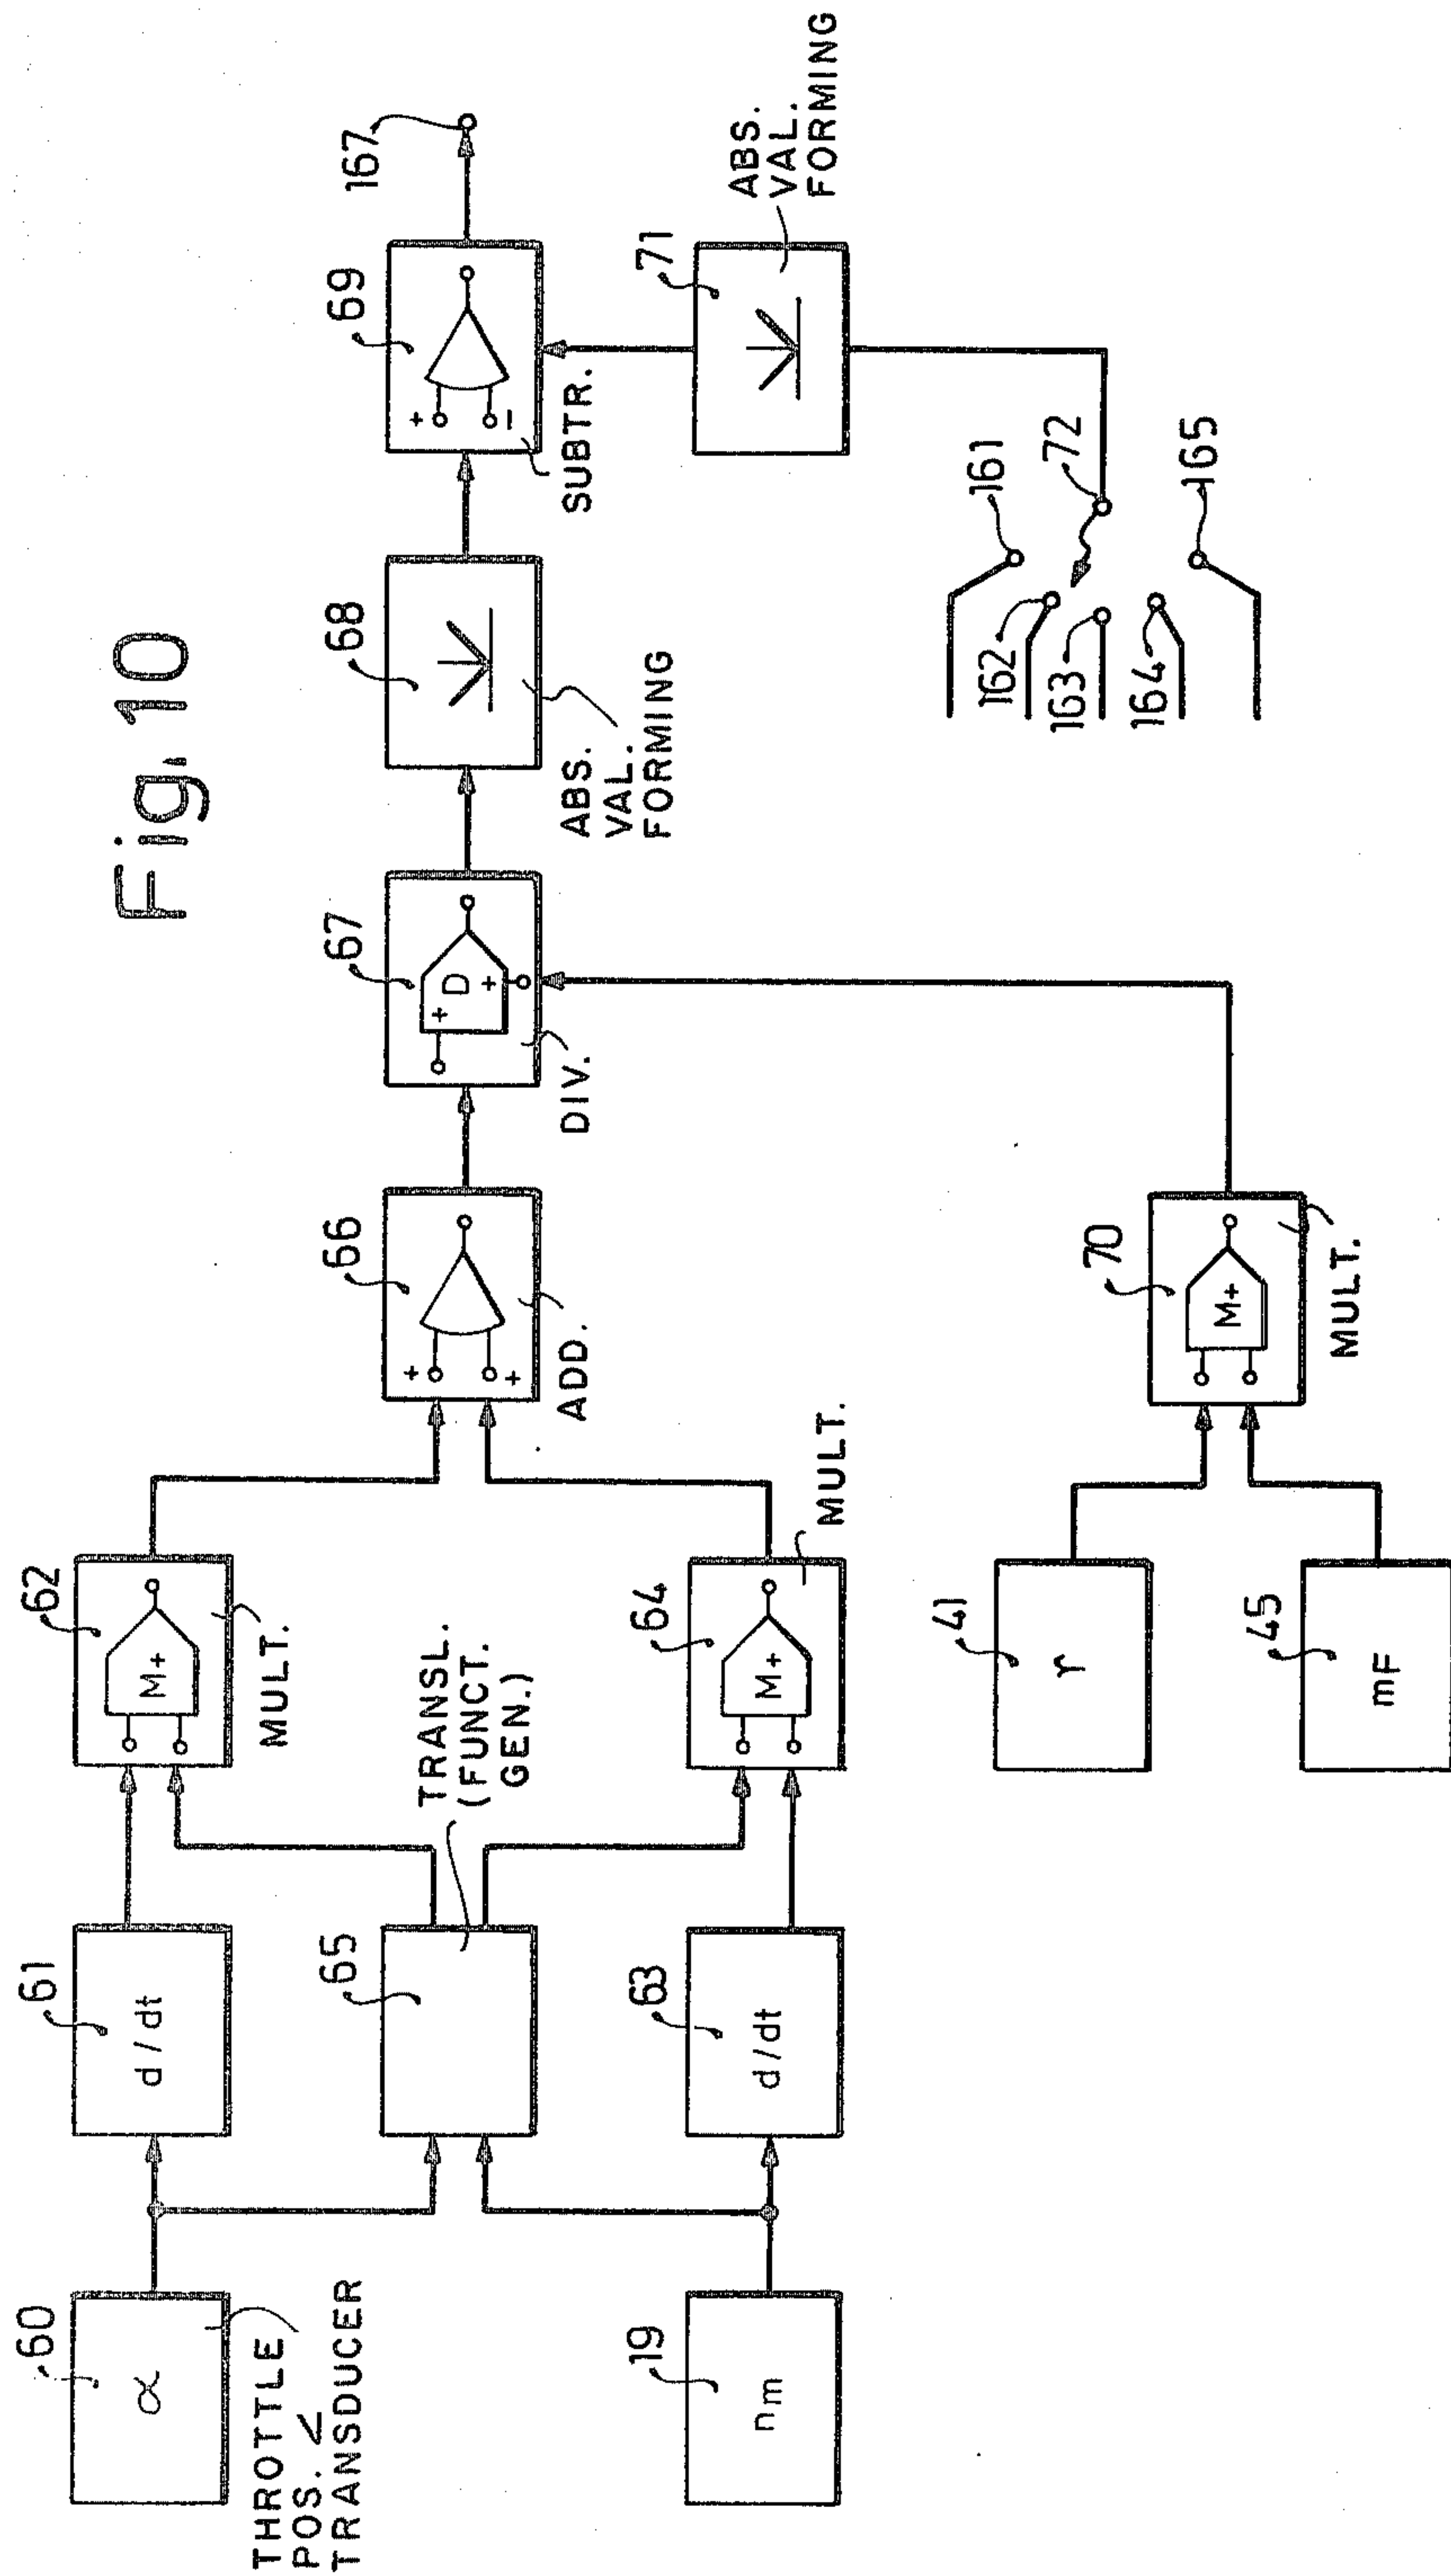 Fig. 10
60
α
THROTTLE
POS. ∠
TRANSDUCER
61
d/dt
62
M+
MULT.
65
TRANSL.
(FUNCT.
GEN.)
19
nm
63
d/dt
64
M+
MULT.
66
+
+
ADD.
67
+
D
+
DIV.
68
ABS.
VAL.
FORMING
69
+
−
SUBTR.
167
71
ABS.
VAL.
FORMING
72
161
162
163
164
165
41
r
45
mF
70
M+
MULT.